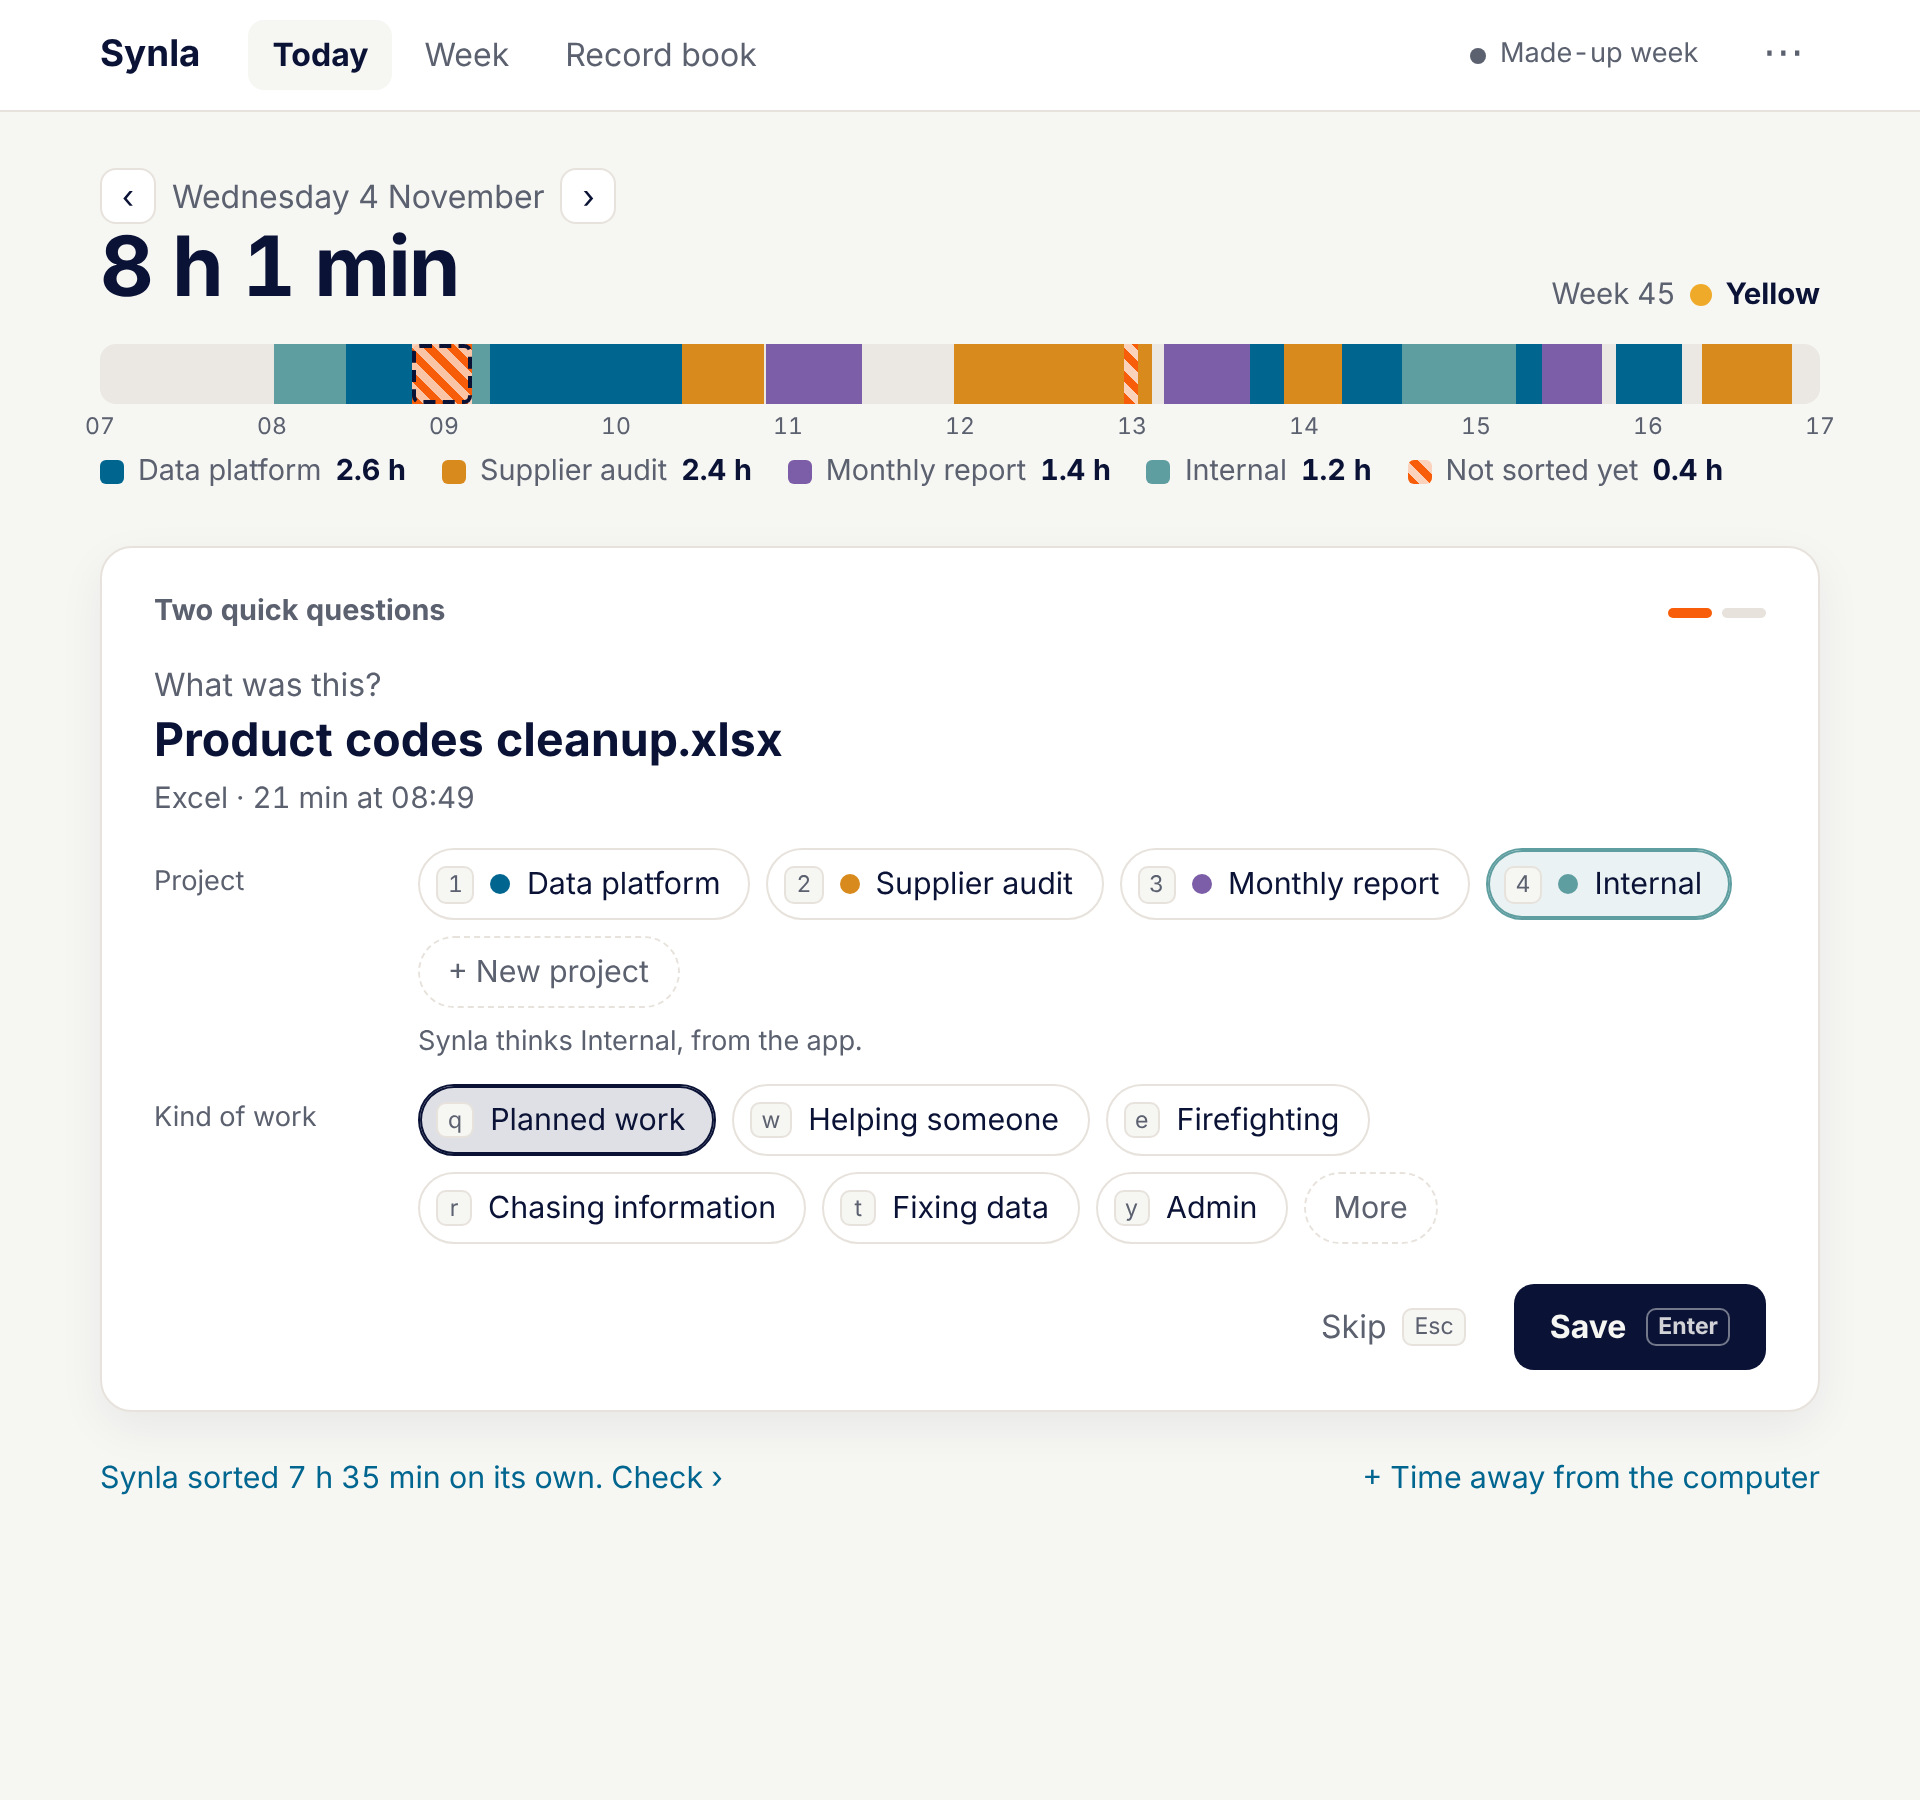 Synla Today Week Record book Made-up week ···
‹ Wednesday 4 November ›
8 h 1 min
Week 45 Yellow
07 08 09 10 11 12 13 14 15 16 17
Data platform 2.6 h Supplier audit 2.4 h Monthly report 1.4 h Internal 1.2 h Not sorted yet 0.4 h
Two quick questions
What was this?
Product codes cleanup.xlsx
Excel · 21 min at 08:49
Project 1 Data platform 2 Supplier audit 3 Monthly report 4 Internal
+ New project
Synla thinks Internal, from the app.
Kind of work q Planned work w Helping someone e Firefighting
r Chasing information t Fixing data y Admin More
Skip Esc Save Enter
Synla sorted 7 h 35 min on its own. Check › + Time away from the computer